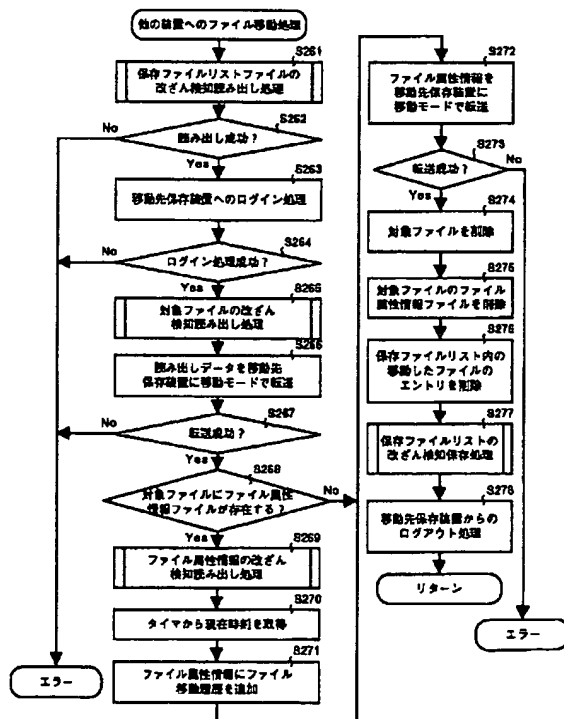 他の装置へのファイル移動処理
S261
保存ファイルリストファイルの
改ざん検知読み出し処理
S262
読み出し成功？
No
Yes
S263
移動先保存装置へのログイン処理
S264
ログイン処理成功？
No
Yes
S265
対象ファイルの改ざん
検知読み出し処理
S266
読み出しデータを移動先
保存装置に移動モードで転送
S267
転送成功？
No
Yes
S268
対象ファイルにファイル属性
情報ファイルが存在する？
No
Yes
S269
ファイル属性情報の改ざん
検知読み出し処理
S270
タイマから現在時刻を取得
S271
ファイル属性情報にファイル
移動履歴を追加
エラー
S272
ファイル属性情報を
移動先保存装置に
移動モードで転送
S273
転送成功？
No
Yes
S274
対象ファイルを削除
S275
対象ファイルのファイル
属性情報ファイルを削除
S276
保存ファイルリスト内の
移動したファイルの
エントリを削除
S277
保存ファイルリストの
改ざん検知保存処理
S278
移動先保存装置からの
ログアウト処理
リターン
エラー